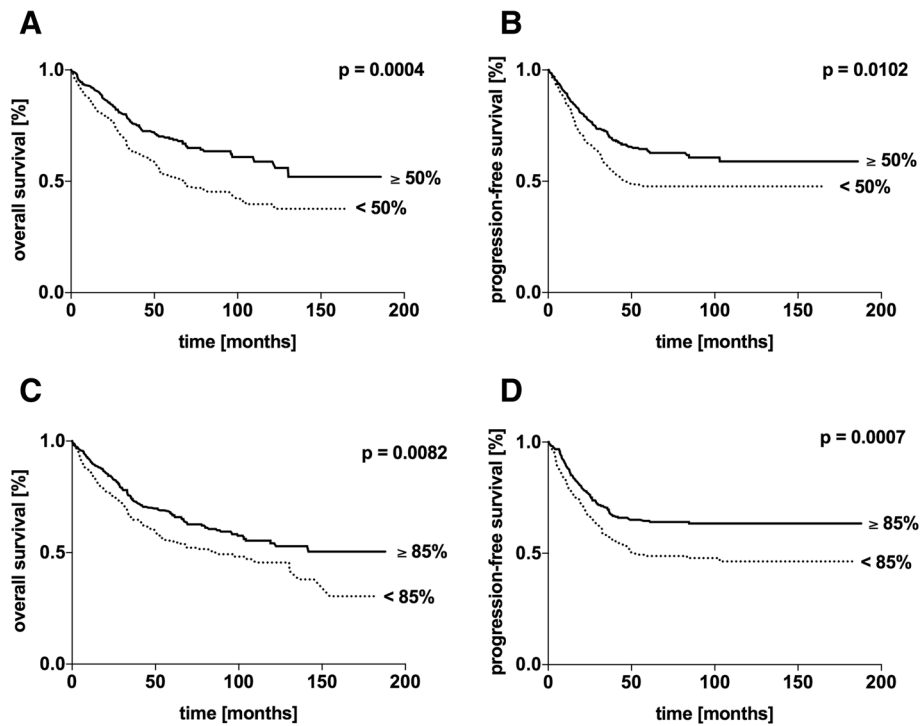 A
overall survival [%]
1.0
0.5
0.0
p = 0.0004
≥ 50%
< 50%
0
50
100
150
200
time [months]
B
progression-free survival [%]
1.0
0.5
0.0
p = 0.0102
≥ 50%
< 50%
0
50
100
150
200
time [months]
C
overall survival [%]
1.0
0.5
0.0
p = 0.0082
≥ 85%
< 85%
0
50
100
150
200
time [months]
D
progression-free survival [%]
1.0
0.5
0.0
p = 0.0007
≥ 85%
< 85%
0
50
100
150
200
time [months]